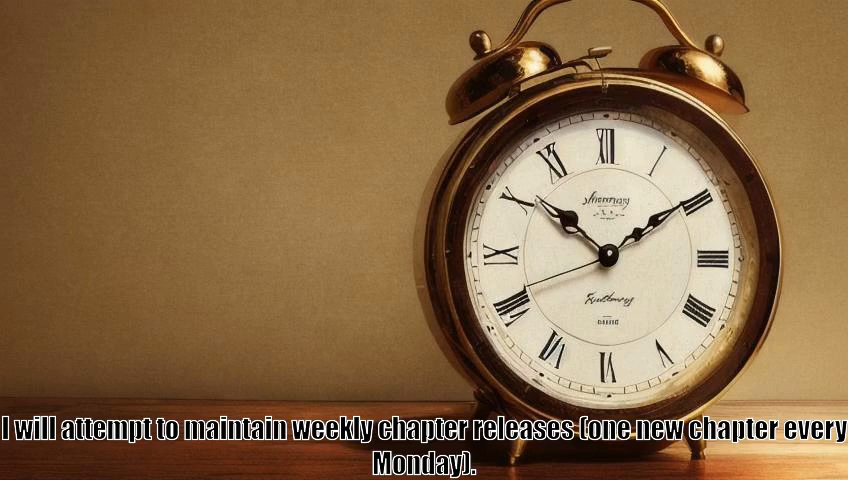 I will attempt to maintain weekly chapter releases (one new chapter every
Monday).